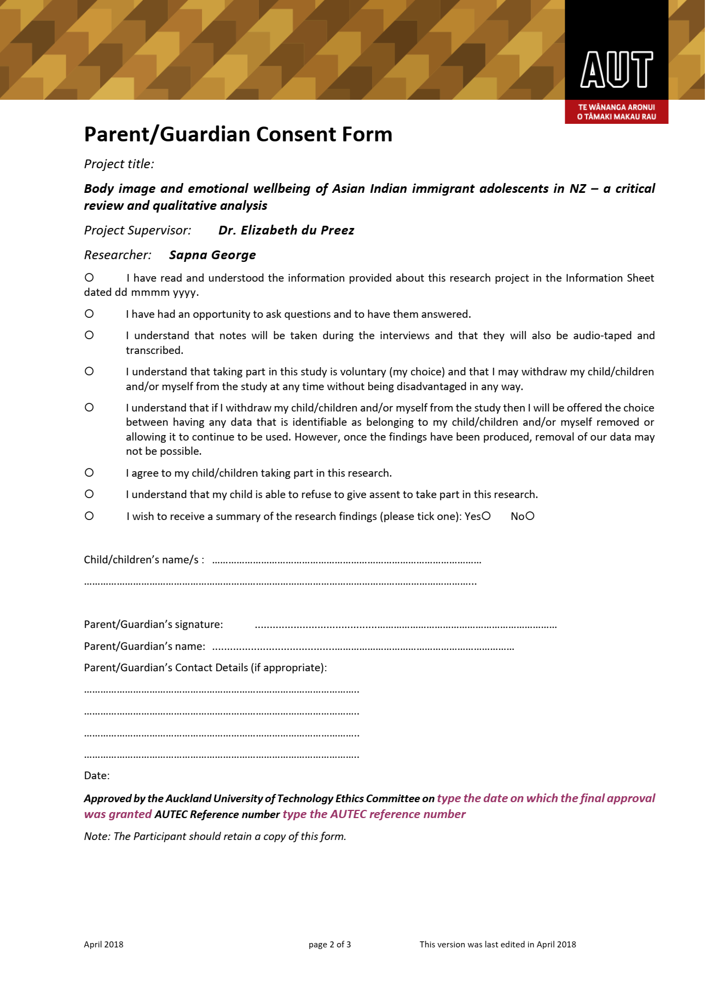 AUT
TE WĀNANGA ARONUI
O TĀMAKI MAKAU RAU
Parent/Guardian Consent Form
Project title:
Body image and emotional wellbeing of Asian Indian immigrant adolescents in NZ – a critical
review and qualitative analysis
Project Supervisor: Dr. Elizabeth du Preez
Researcher: Sapna George
O I have read and understood the information provided about this research project in the Information Sheet
dated dd mmmm yyyy.
O I have had an opportunity to ask questions and to have them answered.
O I understand that notes will be taken during the interviews and that they will also be audio-taped and
transcribed.
O I understand that taking part in this study is voluntary (my choice) and that I may withdraw my child/children
and/or myself from the study at any time without being disadvantaged in any way.
O I understand that if I withdraw my child/children and/or myself from the study then I will be offered the choice
between having any data that is identifiable as belonging to my child/children and/or myself removed or
allowing it to continue to be used. However, once the findings have been produced, removal of our data may
not be possible.
O I agree to my child/children taking part in this research.
O I understand that my child is able to refuse to give assent to take part in this research.
O I wish to receive a summary of the research findings (please tick one): YesO NoO
Child/children’s name/s : ………………………………………………………………………………………
………………………………………………………………………………………………………………………………..
Parent/Guardian’s signature: .........................................…………………………………………………………
Parent/Guardian’s name: .........................................…………………………………………………………
Parent/Guardian’s Contact Details (if appropriate):
………………………………………………………………………………………..
………………………………………………………………………………………..
………………………………………………………………………………………..
………………………………………………………………………………………..
Date:
Approved by the Auckland University of Technology Ethics Committee on type the date on which the final approval
was granted AUTEC Reference number type the AUTEC reference number
Note: The Participant should retain a copy of this form.
April 2018 page 2 of 3 This version was last edited in April 2018